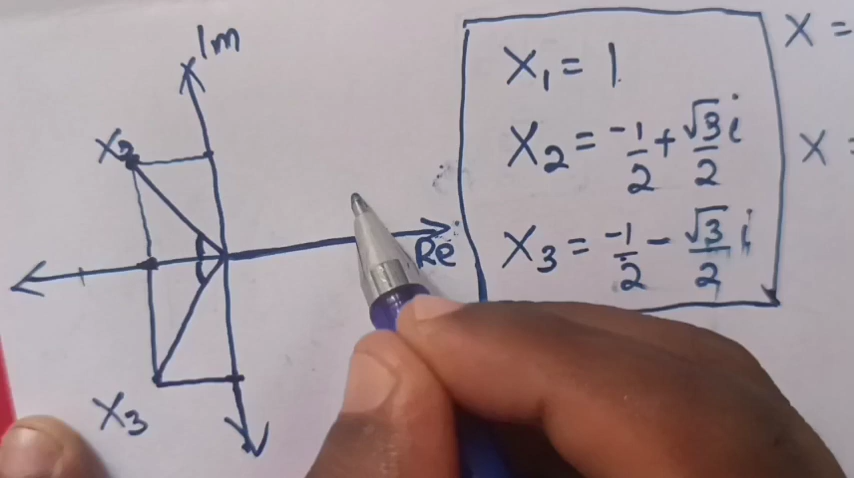 Im
X₂
Re
X₃
X₁ = 1
X₂ = -1/2 + √3/2 i
X₃ = -1/2 - √3/2 i
X =
X =